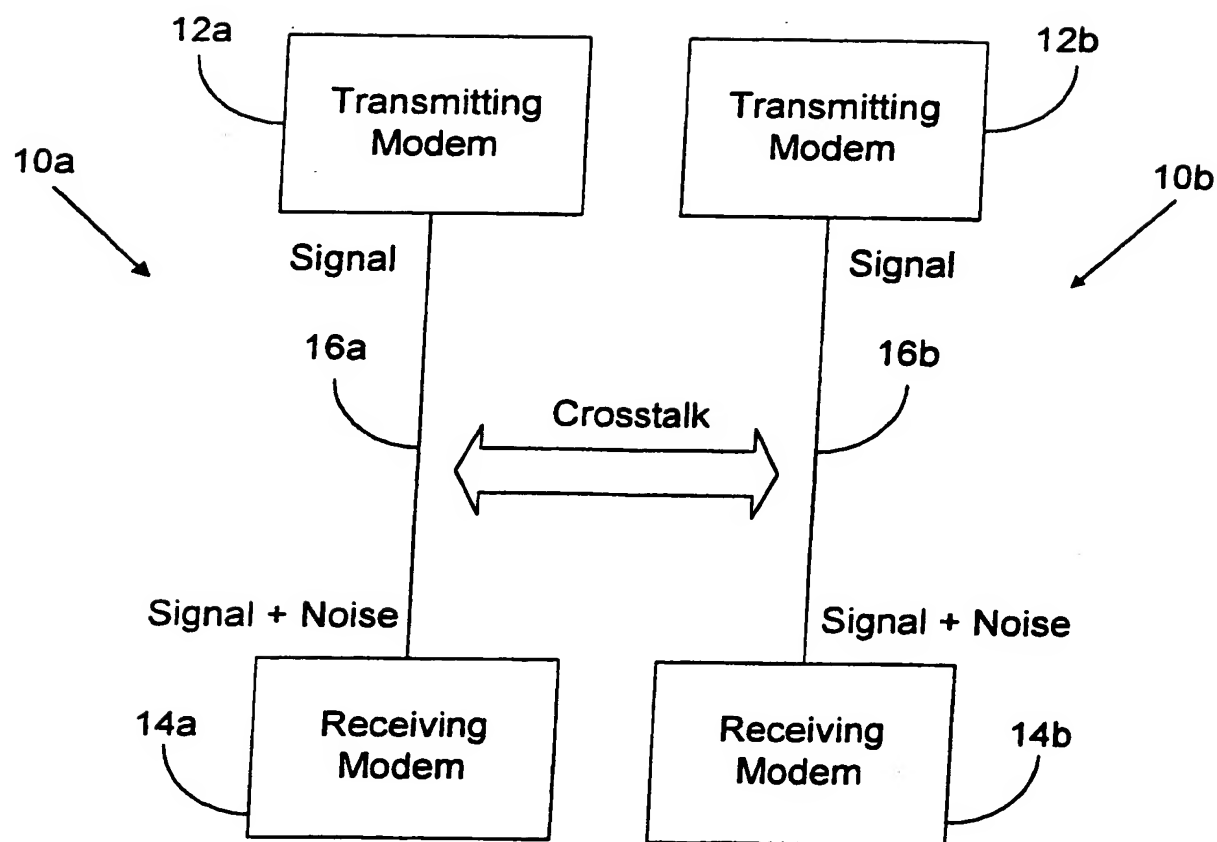 12a
12b
Transmitting
Modem
Transmitting
Modem
10a
10b
Signal
Signal
16a
16b
Crosstalk
Signal + Noise
Signal + Noise
14a
Receiving
Modem
Receiving
Modem
14b